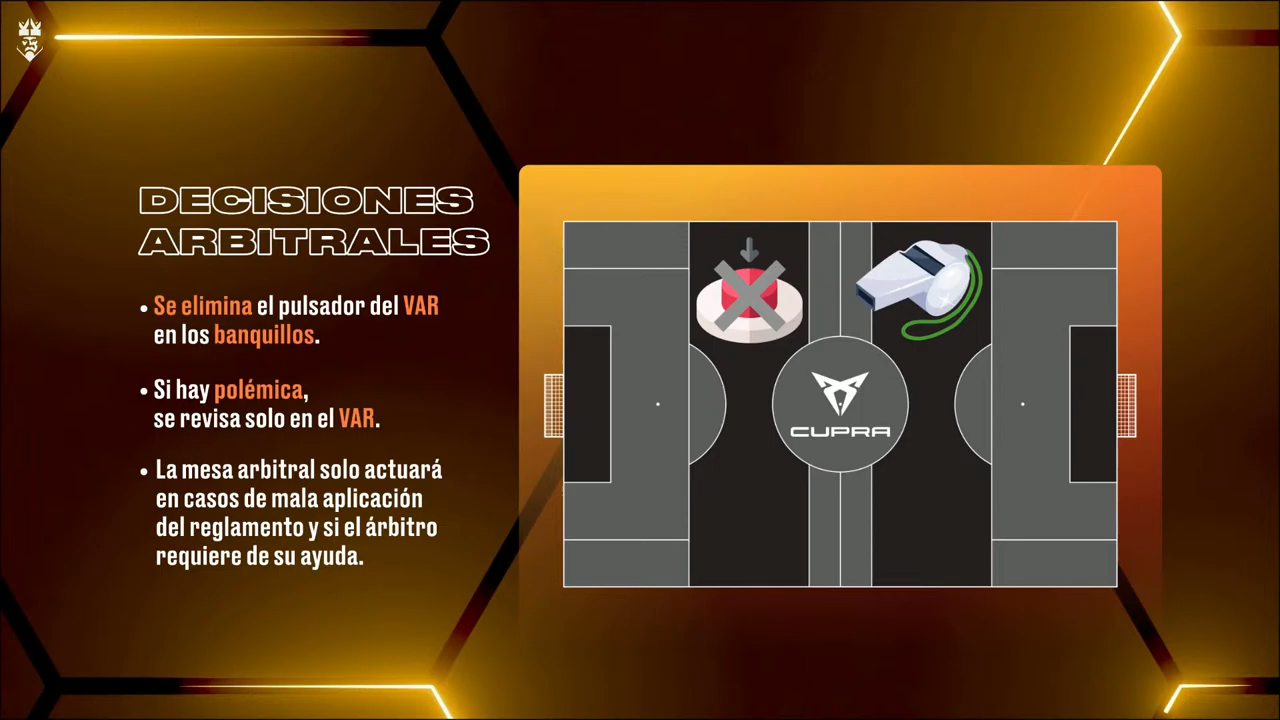 DECISIONES
ARBITRALES
• Se elimina el pulsador del VAR
en los banquillos.
• Si hay polémica,
se revisa solo en el VAR.
• La mesa arbitral solo actuará
en casos de mala aplicación
del reglamento y si el árbitro
requiere de su ayuda.
CUPRA